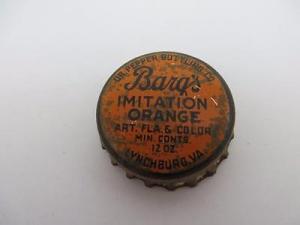 DR. PEPPER BOTTLING CO.
Barq's
IMITATION
ORANGE
ART. FLA. & COLOR
MIN. CONTS.
12 OZ.
LYNCHBURG, VA.